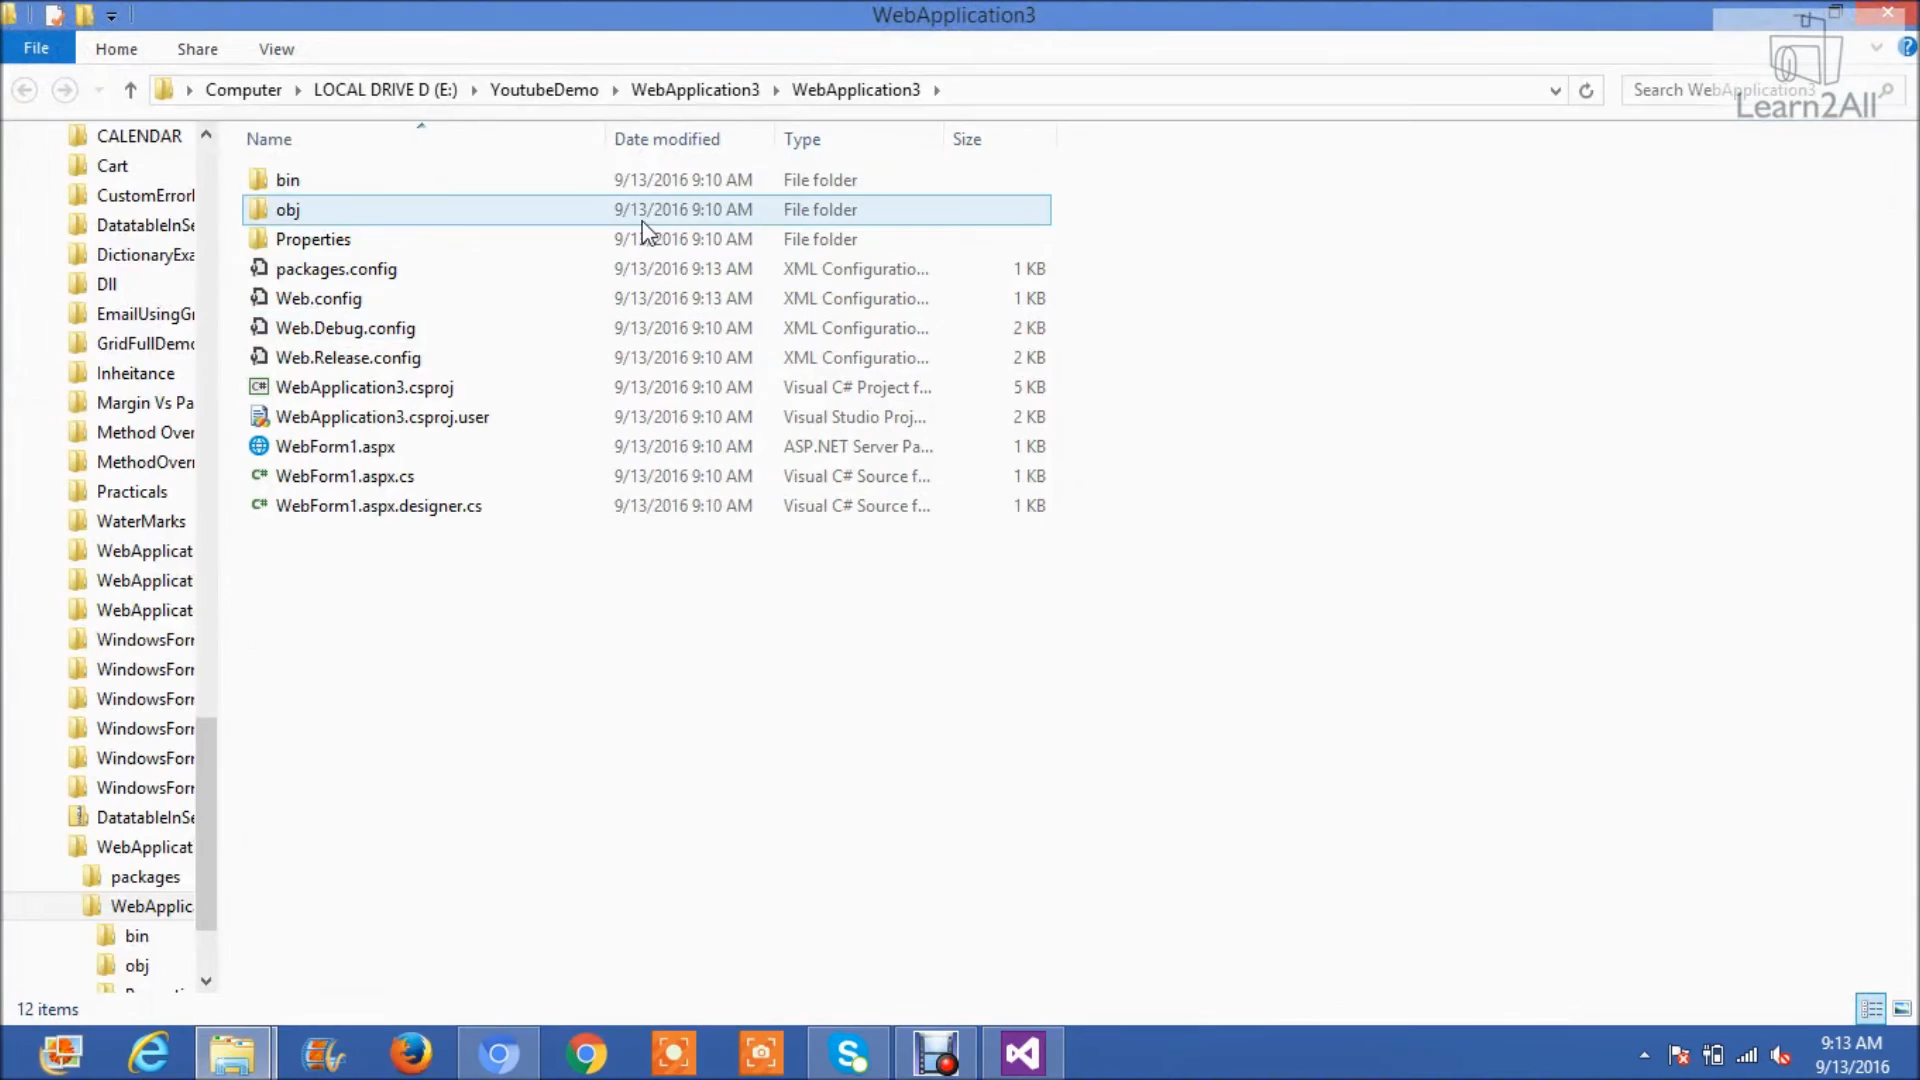 WebApplication3
File Home Share View
Computer LOCAL DRIVE D (E:) YoutubeDemo WebApplication3 WebApplication3
Search WebApplication3
Learn2All
Name Date modified Type Size
bin 9/13/2016 9:10 AM File folder
obj 9/13/2016 9:10 AM File folder
Properties 9/13/2016 9:10 AM File folder
packages.config 9/13/2016 9:13 AM XML Configuratio... 1 KB
Web.config 9/13/2016 9:13 AM XML Configuratio... 1 KB
Web.Debug.config 9/13/2016 9:10 AM XML Configuratio... 2 KB
Web.Release.config 9/13/2016 9:10 AM XML Configuratio... 2 KB
WebApplication3.csproj 9/13/2016 9:10 AM Visual C# Project f... 5 KB
WebApplication3.csproj.user 9/13/2016 9:10 AM Visual Studio Proj... 2 KB
WebForm1.aspx 9/13/2016 9:10 AM ASP.NET Server Pa... 1 KB
WebForm1.aspx.cs 9/13/2016 9:10 AM Visual C# Source f... 1 KB
WebForm1.aspx.designer.cs 9/13/2016 9:10 AM Visual C# Source f... 1 KB
CALENDAR
Cart
CustomErrorI
DatatableInSe
DictionaryExa
Dll
EmailUsingGr
GridFullDemo
Inheitance
Margin Vs Pa
Method Over
MethodOverr
Practicals
WaterMarks
WebApplicat
WebApplicat
WebApplicat
WindowsForr
WindowsForr
WindowsForr
WindowsForr
WindowsForr
WindowsForr
DatatableInSe
WebApplicat
packages
WebApplic
bin
obj
12 items
9:13 AM
9/13/2016